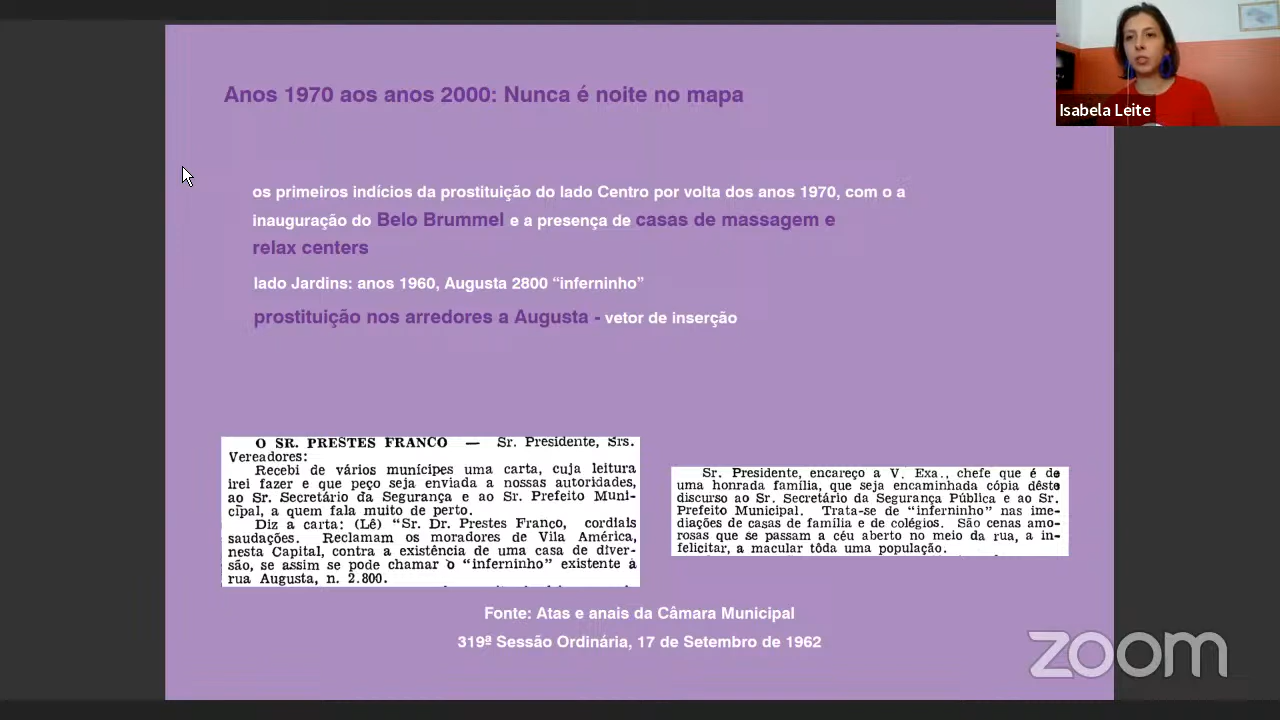 Anos 1970 aos anos 2000: Nunca é noite no mapa
Isabela Leite
os primeiros indícios da prostituição do lado Centro por volta dos anos 1970, com o a
inauguração do Belo Brummel e a presença de casas de massagem e
relax centers
lado Jardins: anos 1960, Augusta 2800 “inferninho”
prostituição nos arredores a Augusta - vetor de inserção
O SR. PRESTES FRANCO — Sr. Presidente, Srs.
Vereadores:
Recebi de vários munícipes uma carta, cuja leitura
irei fazer e que peço seja enviada a nossas autoridades,
ao Sr. Secretário da Segurança e ao Sr. Prefeito Muni-
cipal, a quem fala muito de perto.
Diz a carta: (Lê) “Sr. Dr. Prestes Franco, cordiais
saudações. Reclamam os moradores de Vila América,
nesta Capital, contra a existência de uma casa de diver-
são, se assim se pode chamar o “inferninho” existente à
rua Augusta, n. 2.800.
Sr. Presidente, encareço a V. Exa., chefe que é de
uma honrada família, que seja encaminhada cópia dêste
discurso ao Sr. Secretário da Segurança Pública e ao Sr.
Prefeito Municipal. Trata-se de “inferninho” nas ime-
diações de casas de família e de colégios. São cenas amo-
rosas que se passam a céu aberto no meio da rua, a in-
felicitar, a macular tôda uma população.
Fonte: Atas e anais da Câmara Municipal
319ª Sessão Ordinária, 17 de Setembro de 1962
zoom